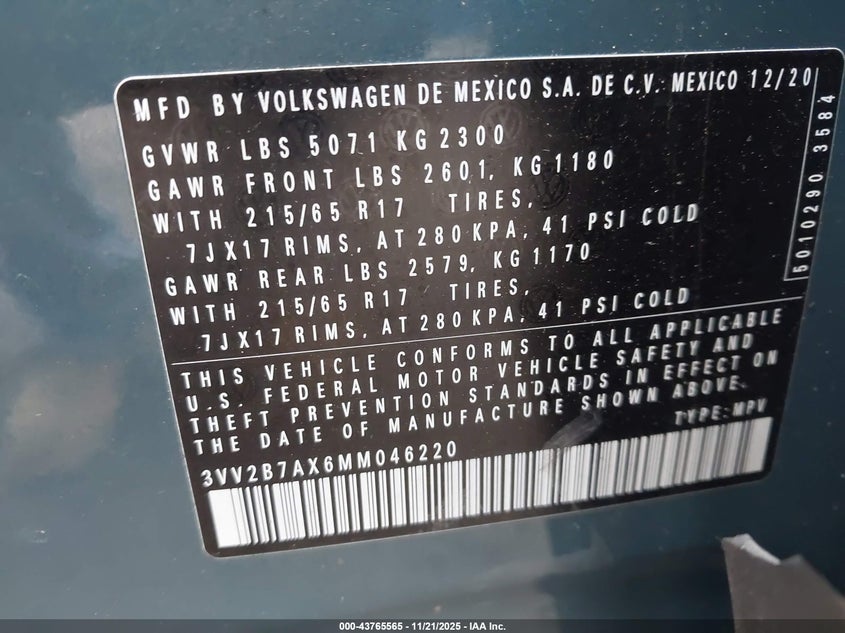 MFD BY VOLKSWAGEN DE MEXICO S.A. DE C.V. MEXICO 12/20
GVWR LBS 5071 KG 2300
GAWR FRONT LBS 2601, KG 1180
WITH 215/65 R17 TIRES,
7JX17 RIMS, AT 280 KPA, 41 PSI COLD
GAWR REAR LBS 2579, KG 1170
WITH 215/65 R17 TIRES,
7JX17 RIMS, AT 280 KPA, 41 PSI COLD
THIS VEHICLE CONFORMS TO ALL APPLICABLE
U.S. FEDERAL MOTOR VEHICLE SAFETY AND
THEFT PREVENTION STANDARDS IN EFFECT ON
THE DATE OF MANUFACTURE SHOWN ABOVE.
TYPE: MPV
3VV2B7AX6MM046220
5010290 3584
000-43765565 - 11/21/2025 - IAA Inc.